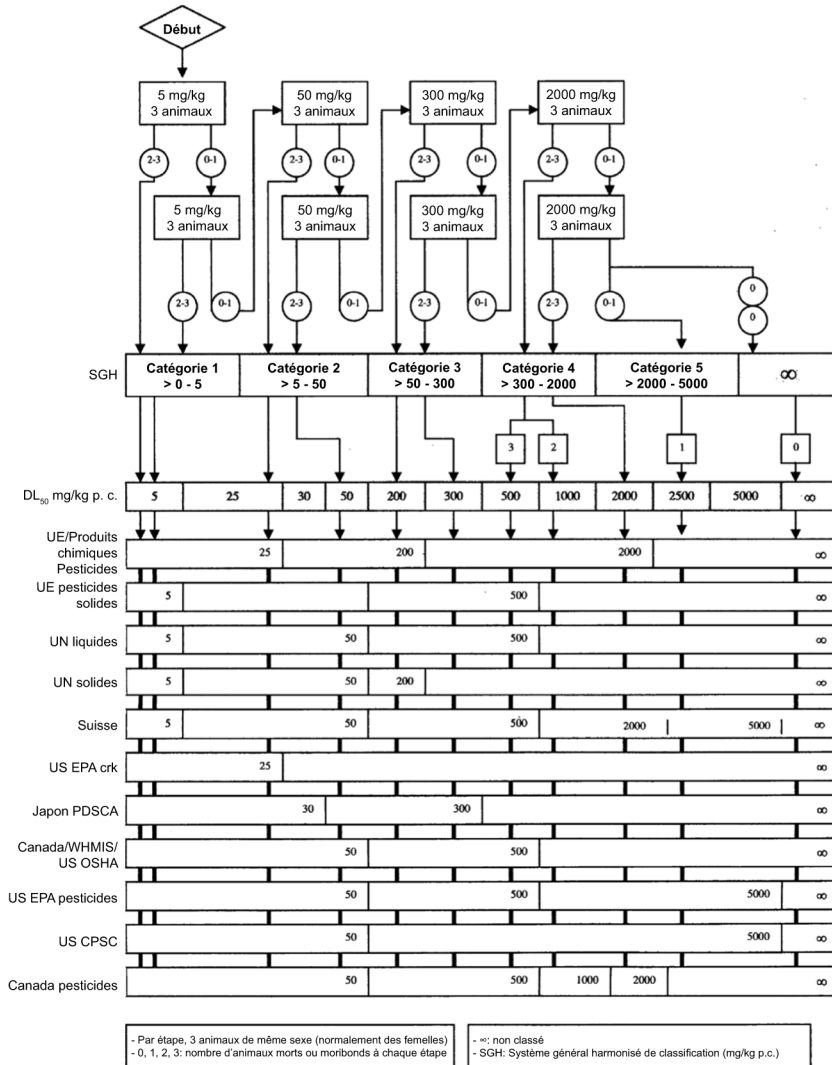 Début
5 mg/kg
3 animaux
50 mg/kg
3 animaux
300 mg/kg
3 animaux
2000 mg/kg
3 animaux
2-3 0-1 2-3 0-1 2-3 0-1 2-3 0-1
5 mg/kg
3 animaux
50 mg/kg
3 animaux
300 mg/kg
3 animaux
2000 mg/kg
3 animaux
2-3 0-1 2-3 0-1 2-3 0-1 2-3 0-1 0
0
SGH
Catégorie 1
> 0 - 5
Catégorie 2
> 5 - 50
Catégorie 3
> 50 - 300
Catégorie 4
> 300 - 2000
Catégorie 5
> 2000 - 5000
∞
3 2 1 0
DL50 mg/kg p. c. 5 25 30 50 200 300 500 1000 2000 2500 5000 ∞
UE/Produits
chimiques
Pesticides
25 200 2000 ∞
UE pesticides
solides
5 500 ∞
UN liquides 5 50 500 ∞
UN solides 5 50 200 ∞
Suisse 5 50 500 2000 5000 ∞
US EPA crk 25 ∞
Japon PDSCA 30 300 ∞
Canada/WHMIS/
US OSHA
50 500 ∞
US EPA pesticides 50 500 5000 ∞
US CPSC 50 5000 ∞
Canada pesticides 50 500 1000 2000 ∞
- Par étape, 3 animaux de même sexe (normalement des femelles)
- 0, 1, 2, 3: nombre d'animaux morts ou moribonds à chaque étape
- ∞: non classé
- SGH: Système général harmonisé de classification (mg/kg p.c.)